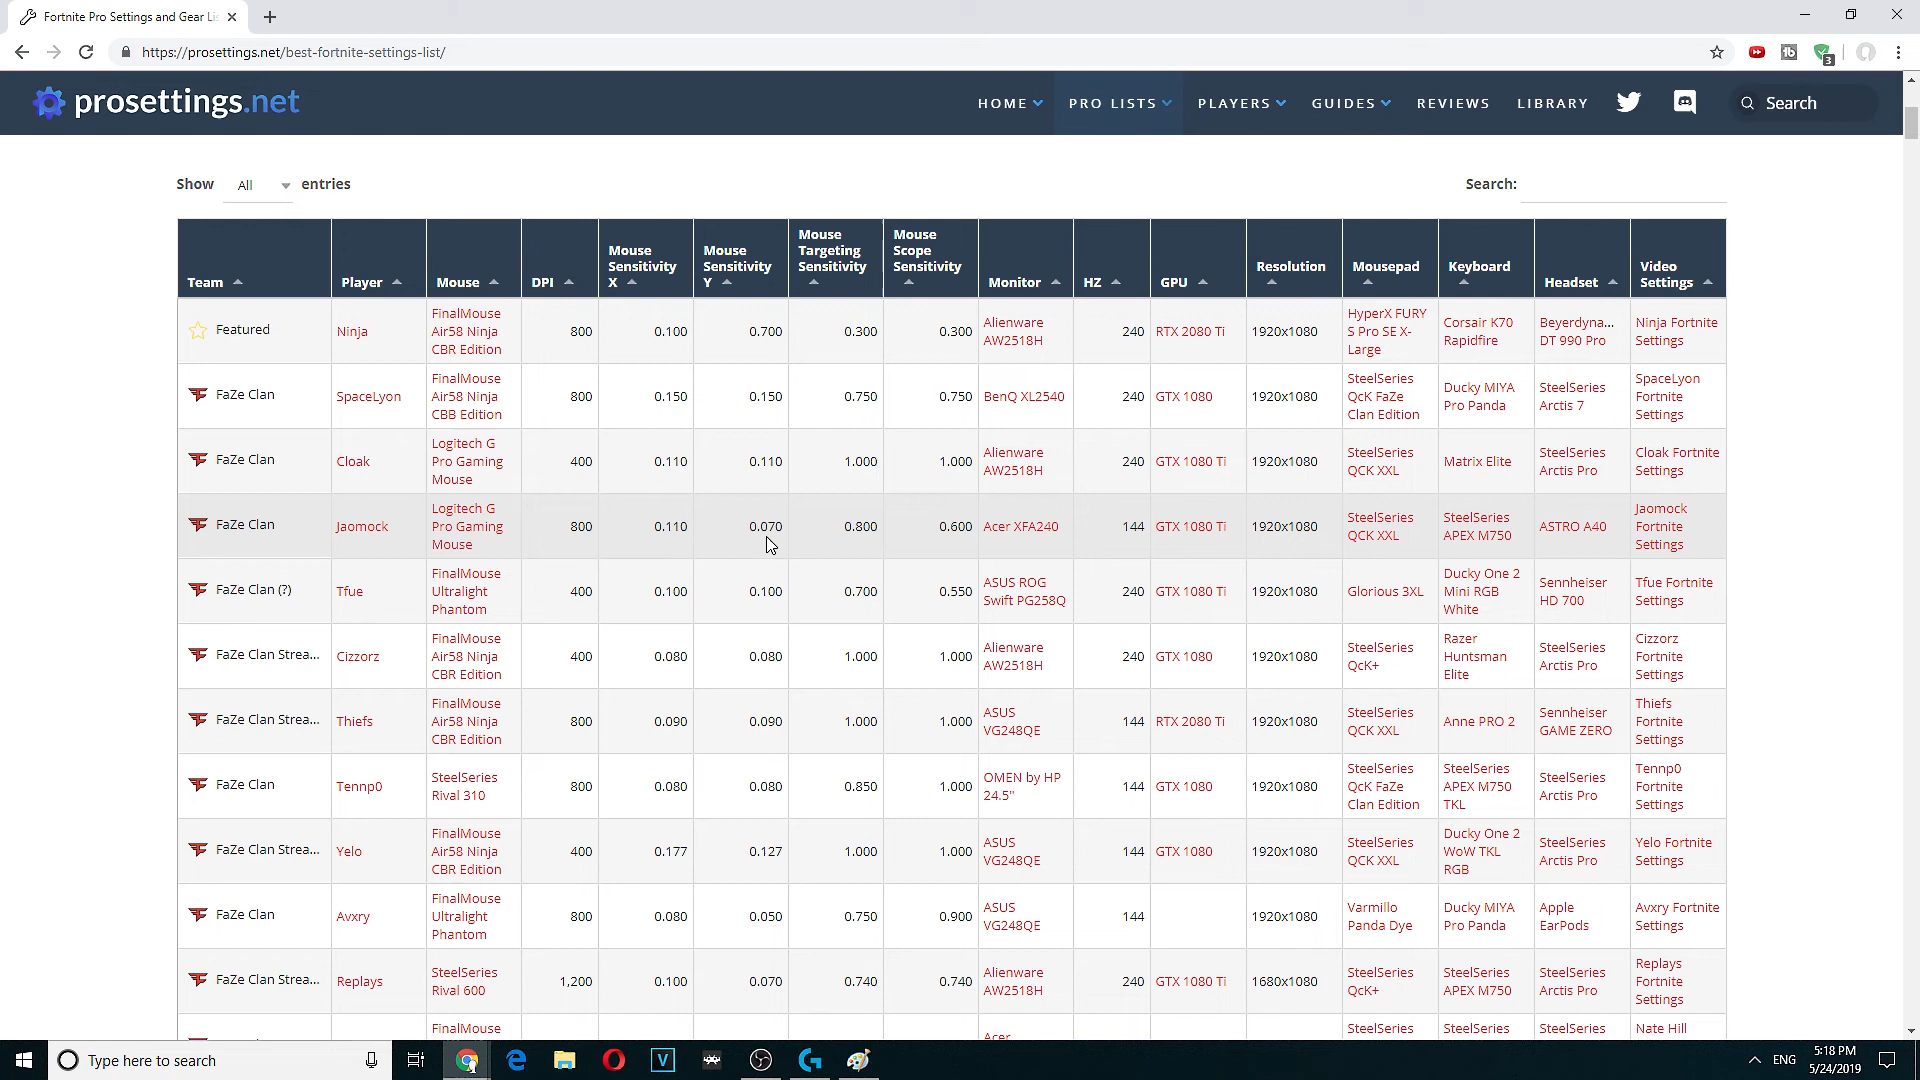 Fortnite Pro Settings and Gear Lis
https://prosettings.net/best-fortnite-settings-list/
3
prosettings.net
HOME PRO LISTS PLAYERS GUIDES REVIEWS LIBRARY Search
Show All entries Search:
Team Player Mouse DPI Mouse Sensitivity X Mouse Sensitivity Y Mouse Targeting Sensitivity Mouse Scope Sensitivity Monitor HZ GPU Resolution Mousepad Keyboard Headset Video Settings
Featured Ninja FinalMouse Air58 Ninja CBR Edition 800 0.100 0.700 0.300 0.300 Alienware AW2518H 240 RTX 2080 Ti 1920x1080 HyperX FURY S Pro SE X-Large Corsair K70 Rapidfire Beyerdyna... DT 990 Pro Ninja Fortnite Settings
FaZe Clan SpaceLyon FinalMouse Air58 Ninja CBB Edition 800 0.150 0.150 0.750 0.750 BenQ XL2540 240 GTX 1080 1920x1080 SteelSeries QcK FaZe Clan Edition Ducky MIYA Pro Panda SteelSeries Arctis 7 SpaceLyon Fortnite Settings
FaZe Clan Cloak Logitech G Pro Gaming Mouse 400 0.110 0.110 1.000 1.000 Alienware AW2518H 240 GTX 1080 Ti 1920x1080 SteelSeries QCK XXL Matrix Elite SteelSeries Arctis Pro Cloak Fortnite Settings
FaZe Clan Jaomock Logitech G Pro Gaming Mouse 800 0.110 0.070 0.800 0.600 Acer XFA240 144 GTX 1080 Ti 1920x1080 SteelSeries QCK XXL SteelSeries APEX M750 ASTRO A40 Jaomock Fortnite Settings
FaZe Clan (?) Tfue FinalMouse Ultralight Phantom 400 0.100 0.100 0.700 0.550 ASUS ROG Swift PG258Q 240 GTX 1080 Ti 1920x1080 Glorious 3XL Ducky One 2 Mini RGB White Sennheiser HD 700 Tfue Fortnite Settings
FaZe Clan Strea... Cizzorz FinalMouse Air58 Ninja CBR Edition 400 0.080 0.080 1.000 1.000 Alienware AW2518H 240 GTX 1080 1920x1080 SteelSeries QcK+ Razer Huntsman Elite SteelSeries Arctis Pro Cizzorz Fortnite Settings
FaZe Clan Strea... Thiefs FinalMouse Air58 Ninja CBR Edition 800 0.090 0.090 1.000 1.000 ASUS VG248QE 144 RTX 2080 Ti 1920x1080 SteelSeries QCK XXL Anne PRO 2 Sennheiser GAME ZERO Thiefs Fortnite Settings
FaZe Clan Tennp0 SteelSeries Rival 310 800 0.080 0.080 0.850 1.000 OMEN by HP 24.5" 144 GTX 1080 1920x1080 SteelSeries QcK FaZe Clan Edition SteelSeries APEX M750 TKL SteelSeries Arctis Pro Tennp0 Fortnite Settings
FaZe Clan Strea... Yelo FinalMouse Air58 Ninja CBR Edition 400 0.177 0.127 1.000 1.000 ASUS VG248QE 144 GTX 1080 1920x1080 SteelSeries QCK XXL Ducky One 2 WoW TKL RGB SteelSeries Arctis Pro Yelo Fortnite Settings
FaZe Clan Avxry FinalMouse Ultralight Phantom 800 0.080 0.050 0.750 0.900 ASUS VG248QE 144 1920x1080 Varmillo Panda Dye Ducky MIYA Pro Panda Apple EarPods Avxry Fortnite Settings
FaZe Clan Strea... Replays SteelSeries Rival 600 1,200 0.100 0.070 0.740 0.740 Alienware AW2518H 240 GTX 1080 Ti 1680x1080 SteelSeries QcK+ SteelSeries APEX M750 SteelSeries Arctis Pro Replays Fortnite Settings
FinalMouse Acer SteelSeries SteelSeries SteelSeries Nate Hill
Type here to search ENG 5:18 PM
5/24/2019